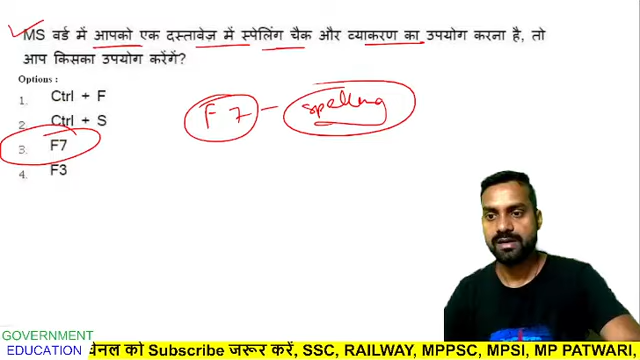 MS वर्ड में आपको एक दस्तावेज़ में स्पेलिंग चैक और व्याकरण का उपयोग करना है, तो
आप किसका उपयोग करेंगें?
Options :
1. Ctrl + F
2. Ctrl + S
3. F7
4. F3
F 7 - spelling
GOVERNMENT
EDUCATION
चेनल को Subscribe जरूर करें, SSC, RAILWAY, MPPSC, MPSI, MP PATWARI,